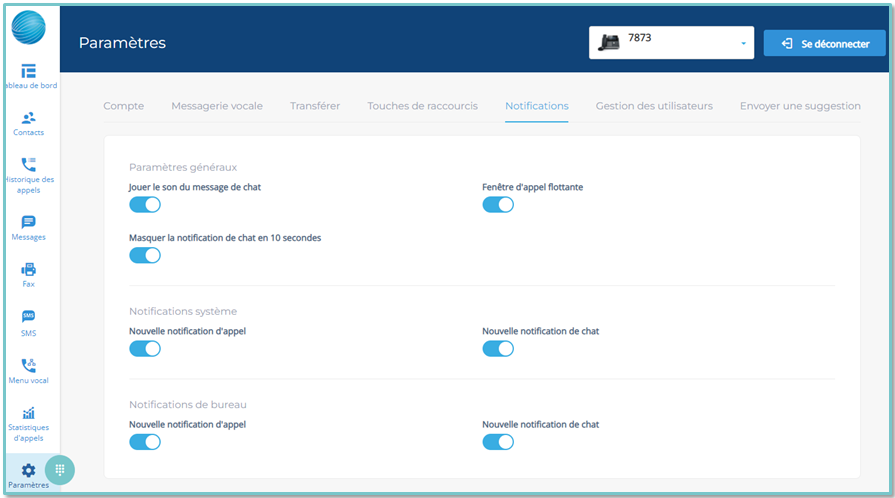 Paramètres
7873
Se déconnecter
ableau de bord
Contacts
Historique des
appels
Messages
Fax
SMS
SMS
Menu vocal
Statistiques
d'appels
Paramètres
Compte
Messagerie vocale
Transférer
Touches de raccourcis
Notifications
Gestion des utilisateurs
Envoyer une suggestion
Paramètres généraux
Jouer le son du message de chat
Fenêtre d'appel flottante
Masquer la notification de chat en 10 secondes
Notifications système
Nouvelle notification d'appel
Nouvelle notification de chat
Notifications de bureau
Nouvelle notification d'appel
Nouvelle notification de chat